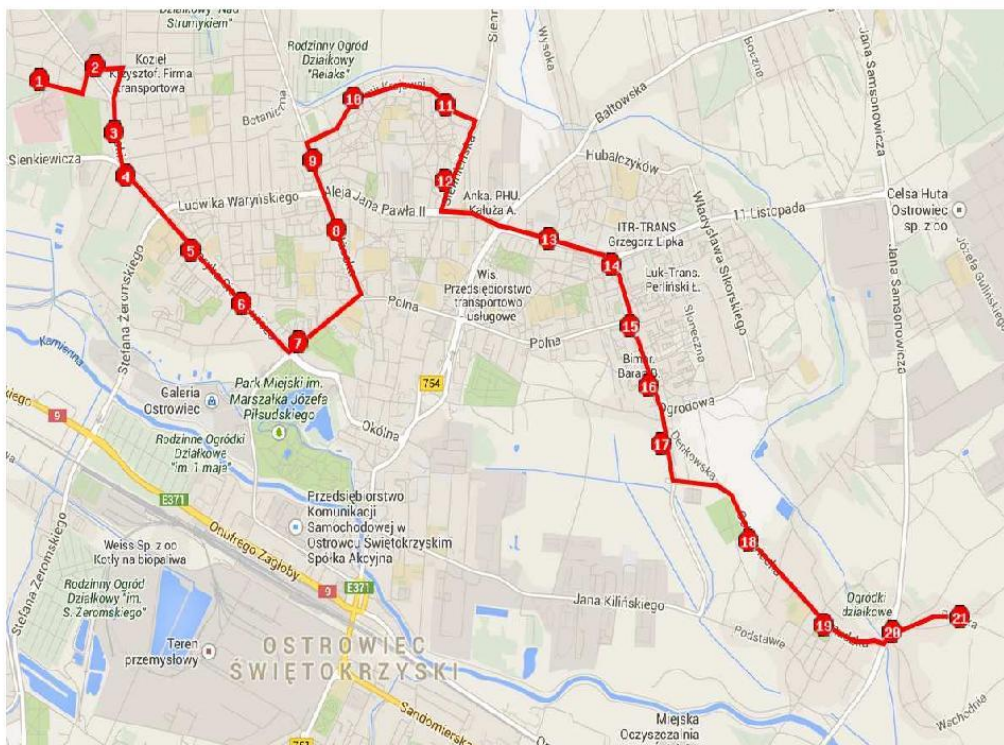 Działkowy "Nad
Strumykiem"
Kozieł
Krzysztof. Firma
transportowa
Rodzinny Ogród
Działkowy
"Relaks"
Botaniczna
Sienkiewicza
Ludwika Waryńskiego
Aleja Jana Pawła II
Stefana Żeromskiego
Kamienna
Wysoka
Boczna
Bałtowska
Hubalczyków
Jana Samsonowicza
Władysława Sikorskiego
Anka. PHU.
Kałuża A.
ITR-TRANS
Grzegorz Lipka
11 Listopada
Celsa Huta
Ostrowiec
sp. z oo
Józefa Gulińskiego
Jana Samsonowicza
Luk-Trans.
Perliński Ł.
Słoneczna
Wis.
Przedsiębiorstwo
transportowo
usługowe
Polna
Polna
Ogrodowa
Denkowska
754
Galeria
Ostrowiec
Park Miejski im.
Marszałka Józefa
Piłsudskiego
Okólna
Rodzinne Ogródki
Działkowe
"im. 1 maja"
9
E371
Onufrego Zagłoby
Przedsiębiorstwo
Komunikacji
Samochodowej w
Ostrowcu Świętokrzyskim
Spółka Akcyjna
Weiss Sp. z oo
Kotły na biopaliwa
Stefana Żeromskiego
Rodzinny Ogród
Działkowy "im.
S. Żeromskiego"
Teren
przemysłowy
9
E371
OSTROWIEC
ŚWIĘTOKRZYSKI
Jana Kilińskiego
Podstawie
Ogródki
działkowe
Wschodnia
Sandomierska
Miejska
Oczyszczalnia
1
2
3
4
5
6
7
8
9
10
11
12
13
14
15
16
17
18
19
20
21